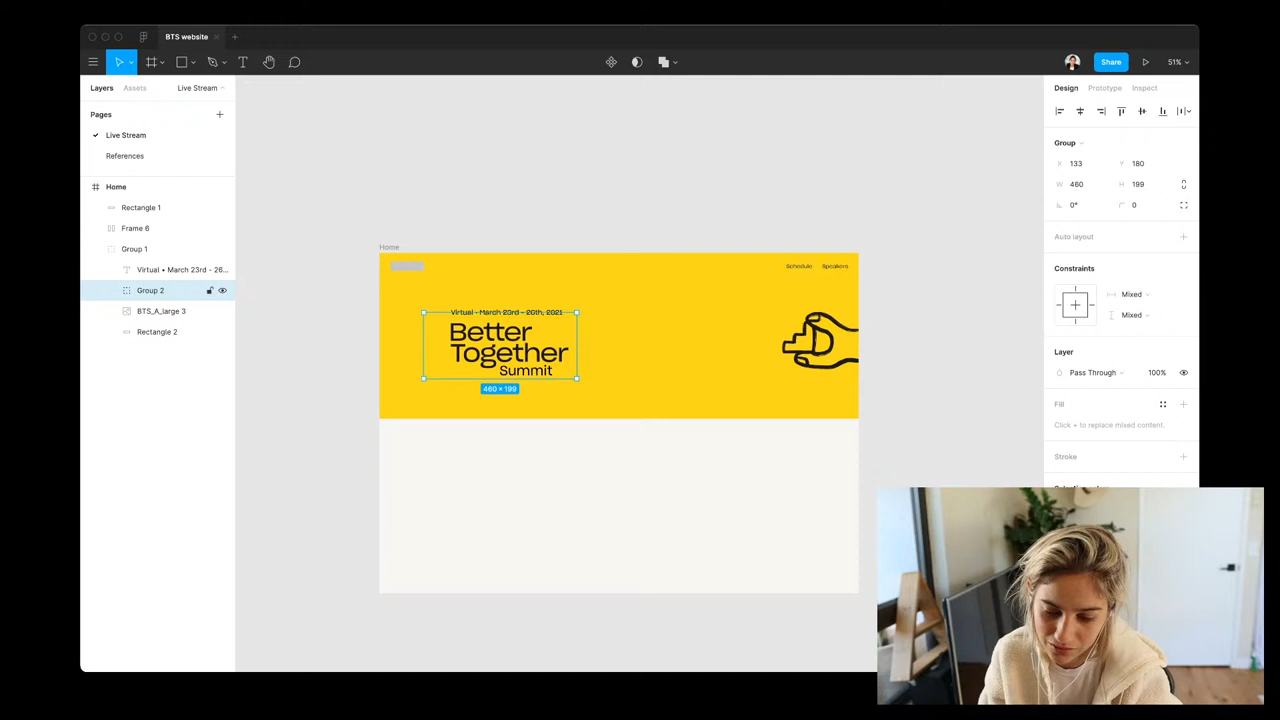 BTS website
Share
51%
Layers
Assets
Live Stream
Pages
Live Stream
References
Home
Rectangle 1
Frame 6
Group 1
Virtual • March 23rd - 26...
Group 2
BTS_A_large 3
Rectangle 2
Home
Schedule Speakers
Virtual - March 23rd - 26th, 2021
Better
Together
Summit
460 × 199
Design
Prototype
Inspect
Group
X 133 Y 180
W 460 H 199
0° 0
Auto layout
Constraints
Mixed
Mixed
Layer
Pass Through 100%
Fill
Click + to replace mixed content.
Stroke